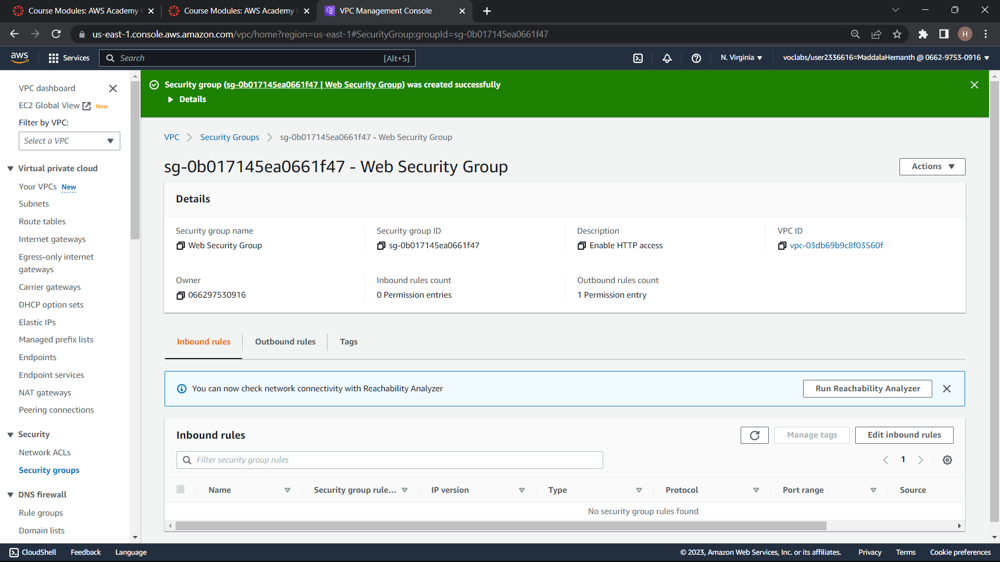 Course Modules: AWS Academy
Course Modules: AWS Academy
VPC Management Console
us-east-1.console.aws.amazon.com/vpc/home?region=us-east-1#SecurityGroup:groupId=sg-0b017145ea0661f47
H
aws
Services
Search
[Alt+S]
N. Virginia
voclabs/user2336616=MaddalaHemanth @ 0662-9753-0916
VPC dashboard
EC2 Global View New
Filter by VPC:
Select a VPC
Virtual private cloud
Your VPCs New
Subnets
Route tables
Internet gateways
Egress-only internet
gateways
Carrier gateways
DHCP option sets
Elastic IPs
Managed prefix lists
Endpoints
Endpoint services
NAT gateways
Peering connections
Security
Network ACLs
Security groups
DNS firewall
Rule groups
Domain lists
Security group (sg-0b017145ea0661f47 | Web Security Group) was created successfully
Details
VPC
Security Groups
sg-0b017145ea0661f47 - Web Security Group
sg-0b017145ea0661f47 - Web Security Group
Actions
Details
Security group name
Web Security Group
Security group ID
sg-0b017145ea0661f47
Description
Enable HTTP access
VPC ID
vpc-03db69b9c8f03560f
Owner
066297530916
Inbound rules count
0 Permission entries
Outbound rules count
1 Permission entry
Inbound rules
Outbound rules
Tags
You can now check network connectivity with Reachability Analyzer
Run Reachability Analyzer
Inbound rules
Manage tags
Edit inbound rules
Filter security group rules
1
Name
Security group rule...
IP version
Type
Protocol
Port range
Source
No security group rules found
CloudShell
Feedback
Language
© 2023, Amazon Web Services, Inc. or its affiliates.
Privacy
Terms
Cookie preferences